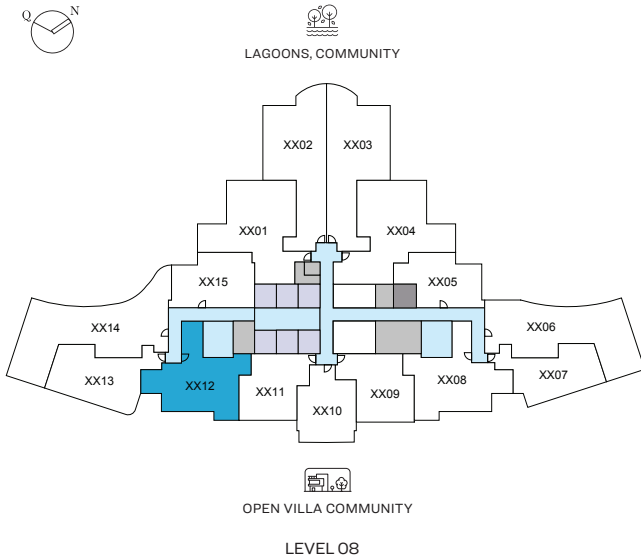 Q N
LAGOONS, COMMUNITY
XX02 XX03
XX01 XX04
XX15 XX05
XX14 XX06
XX13 XX12 XX11 XX10 XX09 XX08 XX07
OPEN VILLA COMMUNITY
LEVEL 08